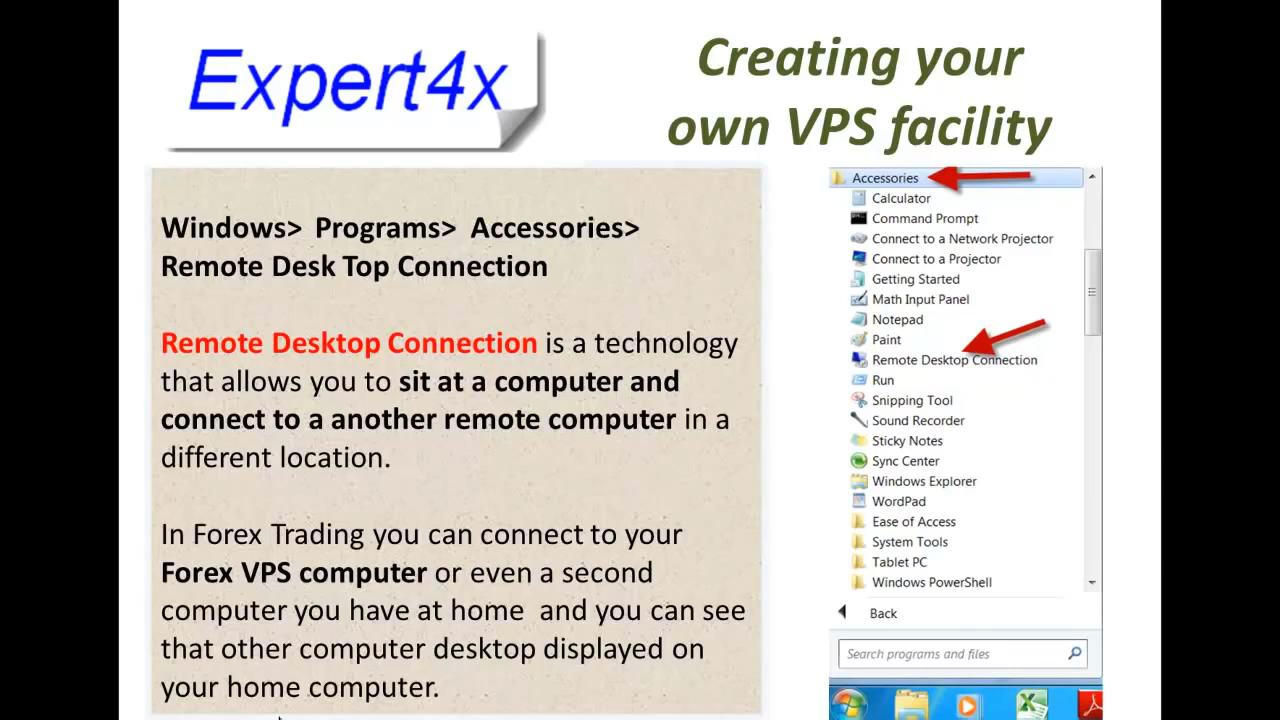 Expert4x
Creating your
own VPS facility
Windows> Programs> Accessories>
Remote Desk Top Connection
Remote Desktop Connection is a technology
that allows you to sit at a computer and
connect to a another remote computer in a
different location.
In Forex Trading you can connect to your
Forex VPS computer or even a second
computer you have at home and you can see
that other computer desktop displayed on
your home computer.
Accessories
Calculator
Command Prompt
Connect to a Network Projector
Connect to a Projector
Getting Started
Math Input Panel
Notepad
Paint
Remote Desktop Connection
Run
Snipping Tool
Sound Recorder
Sticky Notes
Sync Center
Windows Explorer
WordPad
Ease of Access
System Tools
Tablet PC
Windows PowerShell
Back
Search programs and files